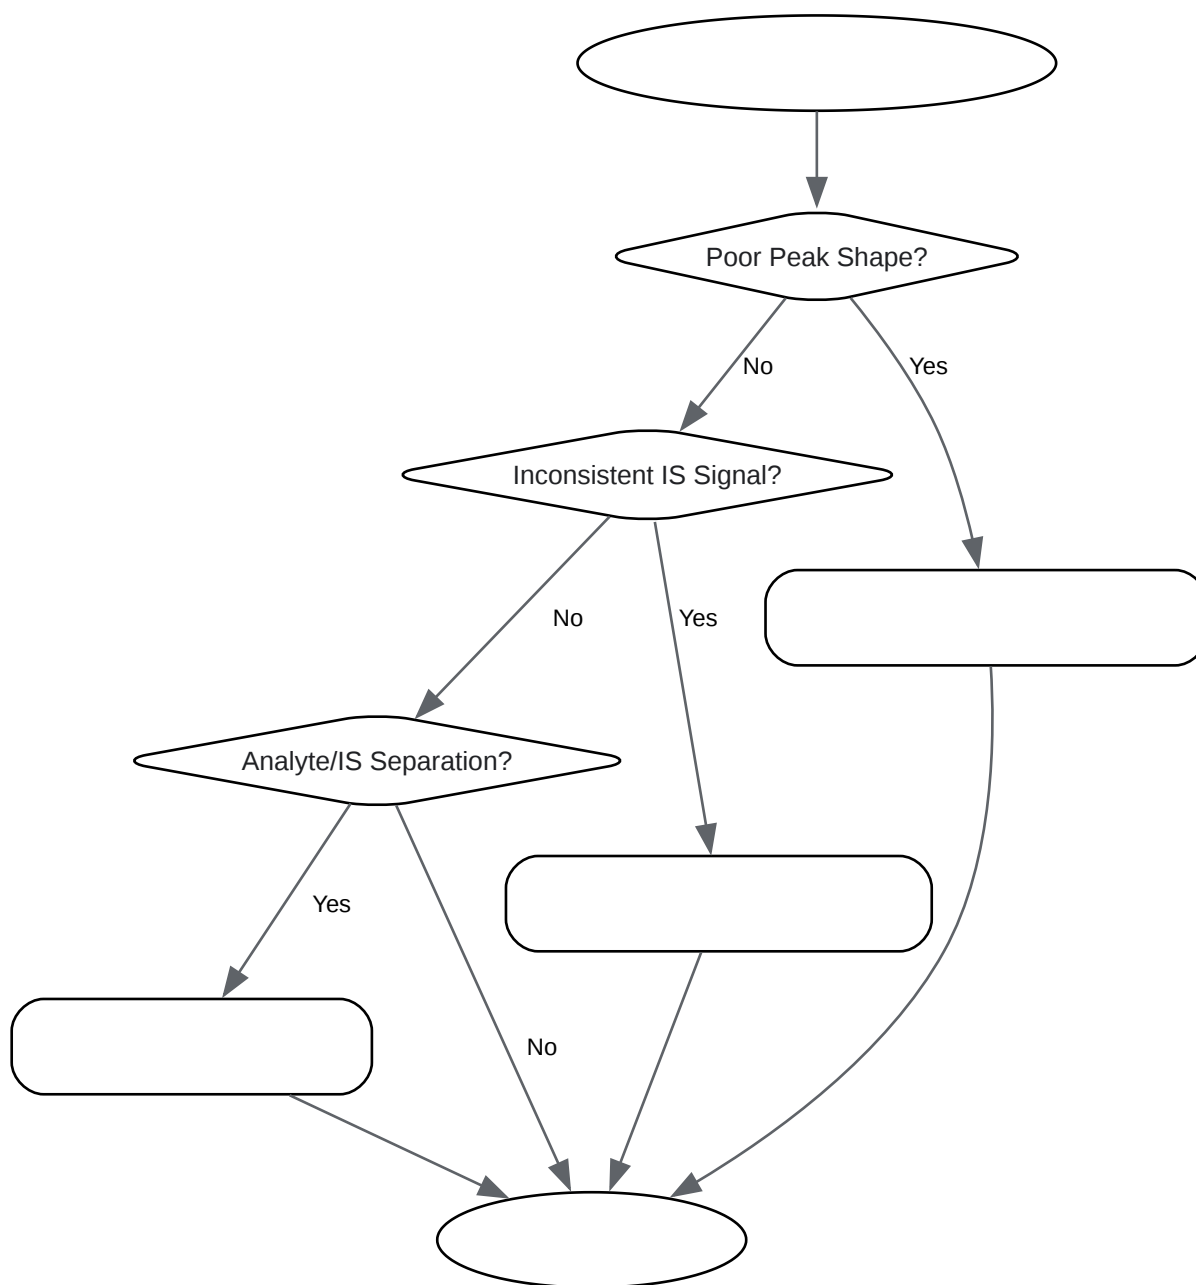 Poor Peak Shape?
No
Yes
Inconsistent IS Signal?
No
Yes
Analyte/IS Separation?
Yes
No